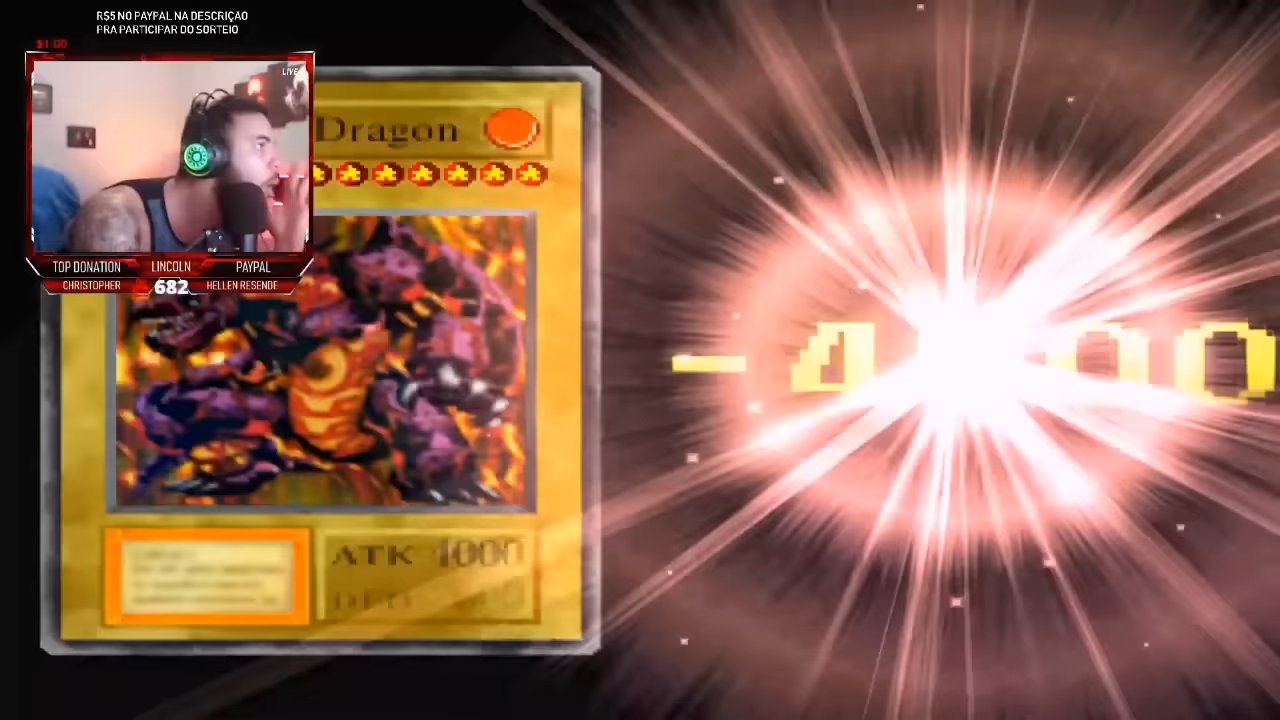 R$5 NO PAYPAL NA DESCRIÇÃO
PRA PARTICIPAR DO SORTEIO
$1.00
LIVE
Dragon
TOP DONATION LINCOLN PAYPAL
CHRISTOPHER 682 HELLEN RESENDE
ATK 4000